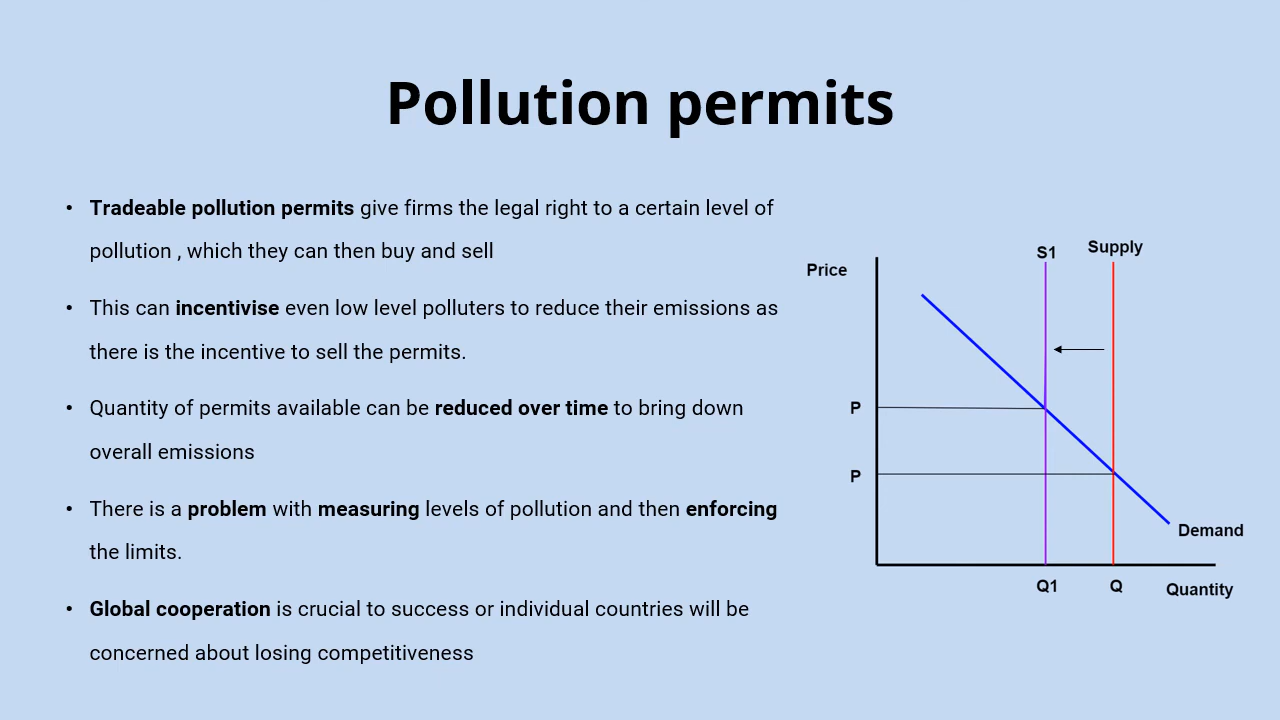 Pollution permits
• Tradeable pollution permits give firms the legal right to a certain level of
pollution , which they can then buy and sell
• This can incentivise even low level polluters to reduce their emissions as
there is the incentive to sell the permits.
• Quantity of permits available can be reduced over time to bring down
overall emissions
• There is a problem with measuring levels of pollution and then enforcing
the limits.
• Global cooperation is crucial to success or individual countries will be
concerned about losing competitiveness
Price
S1
Supply
P
P
Demand
Q1
Q
Quantity